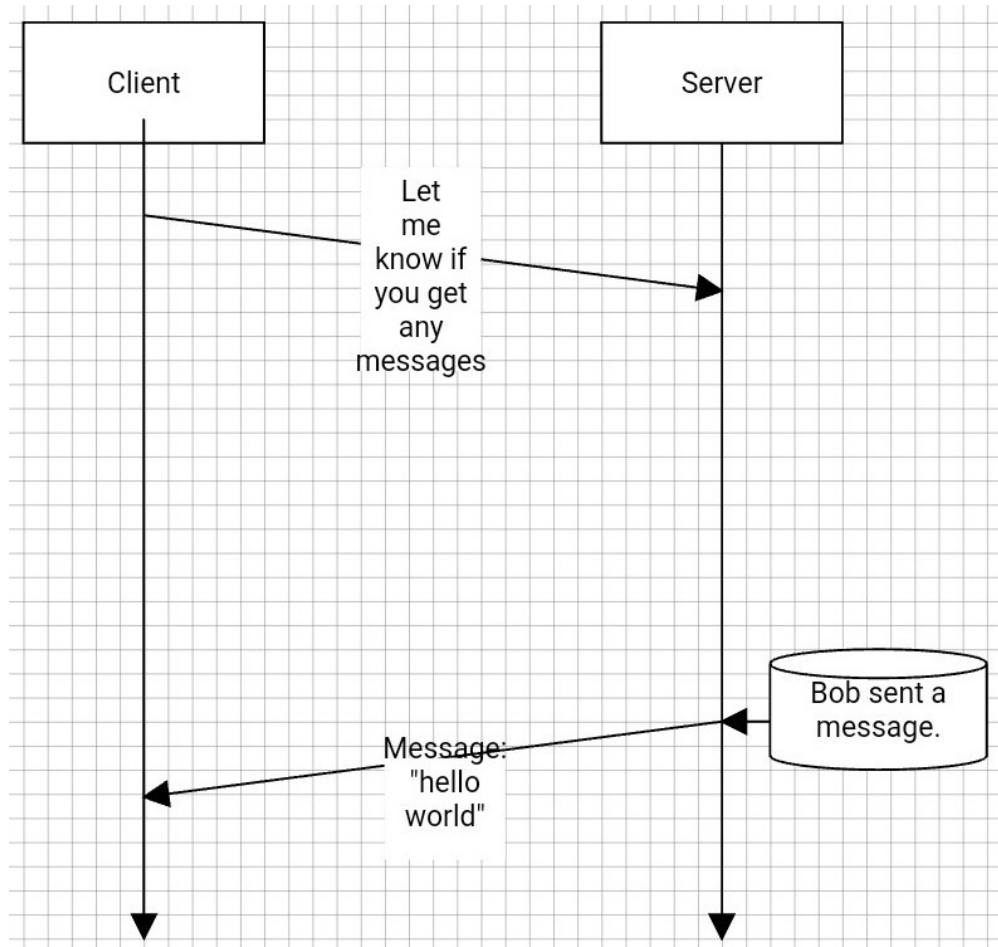 Client
Server
Let
me
know if
you get
any
messages
Bob sent a
message.
Message:
"hello
world"